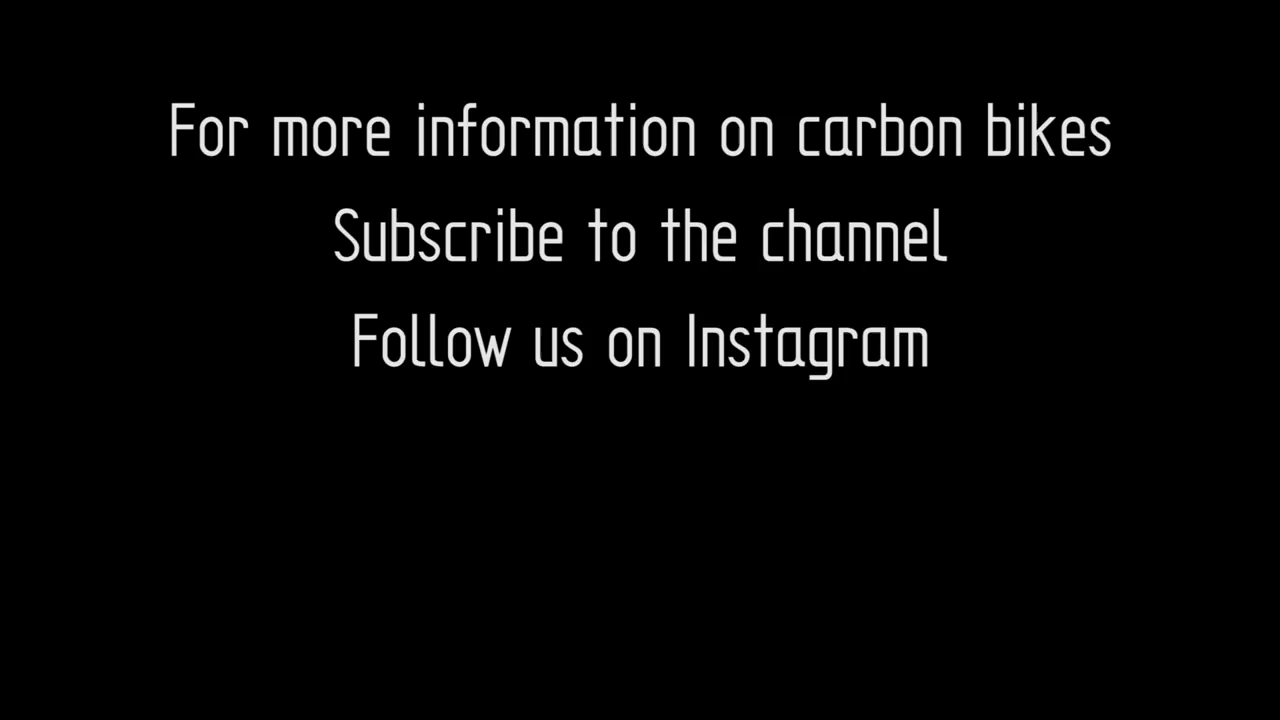 For more information on carbon bikes
Subscribe to the channel
Follow us on Instagram